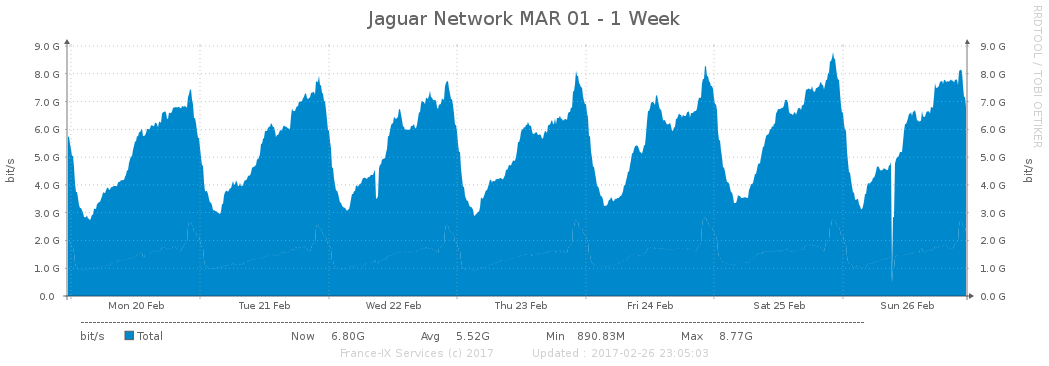 Jaguar Network MAR 01 - 1 Week
RRDTOOL / TOBI OETIKER
bit/s
9.0 G
8.0 G
7.0 G
6.0 G
5.0 G
4.0 G
3.0 G
2.0 G
1.0 G
0.0
9.0 G
8.0 G
7.0 G
6.0 G
5.0 G
4.0 G
3.0 G
2.0 G
1.0 G
0.0 G
bit/s
Mon 20 Feb Tue 21 Feb Wed 22 Feb Thu 23 Feb Fri 24 Feb Sat 25 Feb Sun 26 Feb
bit/s Total Now 6.80G Avg 5.52G Min 890.83M Max 8.77G
France-IX Services (c) 2017 Updated : 2017-02-26 23:05:03